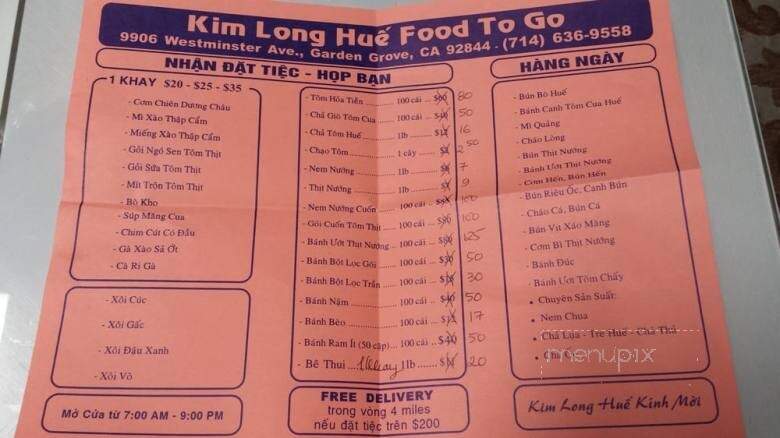 Kim Long Huế Food To Go
9906 Westminster Ave., Garden Grove, CA 92844 - (714) 636-9558
NHẬN ĐẶT TIỆC - HỌP BẠN
1 KHAY $20 - $25 - $35
- Cơm Chiên Dương Châu
- Mì Xào Thập Cẩm
- Miếng Xào Thập Cẩm
- Gỏi Ngó Sen Tôm Thịt
- Gỏi Sứa Tôm Thịt
- Mít Trộn Tôm Thịt
- Bò Kho
- Súp Măng Cua
- Chim Cút Cô Đầu
- Gà Xào Sả Ớt
- Cà Ri Gà
- Xôi Cúc
- Xôi Gấc
- Xôi Đậu Xanh
- Xôi Vò
Mở Cửa từ 7:00 AM - 9:00 PM
- Tôm Hỏa Tiễn 100 cái 80
- Chả Giò Tôm Cua 100 cái 50
- Chả Tôm Huế 1lb 16
- Chạo Tôm 1 cây 2 50
- Nem Nướng 1lb 7
- Thịt Nướng 1lb 9
- Nem Nướng Cuốn 100 cái 100
- Gỏi Cuốn Tôm Thịt 100 cái 100
- Bánh Ướt Thịt Nướng 100 cái 125
- Bánh Bột Lọc Gói 100 cái $30 50
- Bánh Bột Lọc Trần 100 cái 30
- Bánh Nậm 100 cái $40 50
- Bánh Bèo 100 cái $12 17
- Bánh Ram Ít (50 cặp) 100 cái $40 50
- Bê Thui 1khay 1lb 20
FREE DELIVERY
trong vòng 4 miles
nếu đặt tiệc trên $200
HÀNG NGÀY
- Bún Bò Huế
- Bánh Canh Tôm Cua Huế
- Mì Quảng
- Cháo Lòng
- Bún Thịt Nướng
- Bánh Ướt Thịt Nướng
- Cơm Hến, Bún Hến
- Bún Riêu Ốc, Canh Bún
- Cháo Cá, Bún Cá
- Bún Vịt Xáo Măng
- Cơm Bì Thịt Nướng
- Bánh Đúc
- Bánh Ướt Tôm Chấy
• Chuyên Sản Suất:
• Nem Chua
• Chả Lụa - Tré Huế - Chả Thủ
menupix
Kim Long Huế Kính Mời